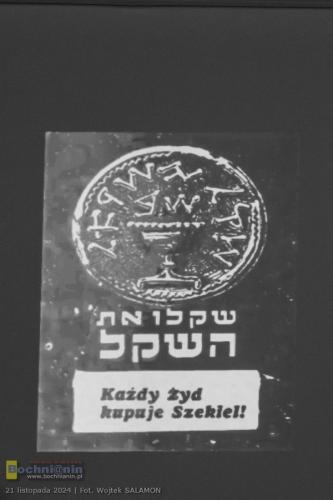 שקלו את
השקל
Każdy Żyd
kupuje Szekiel!
Bochni@nin
www.bochnianin.pl
21 listopada 2024 | Fot. Wojtek SALAMON